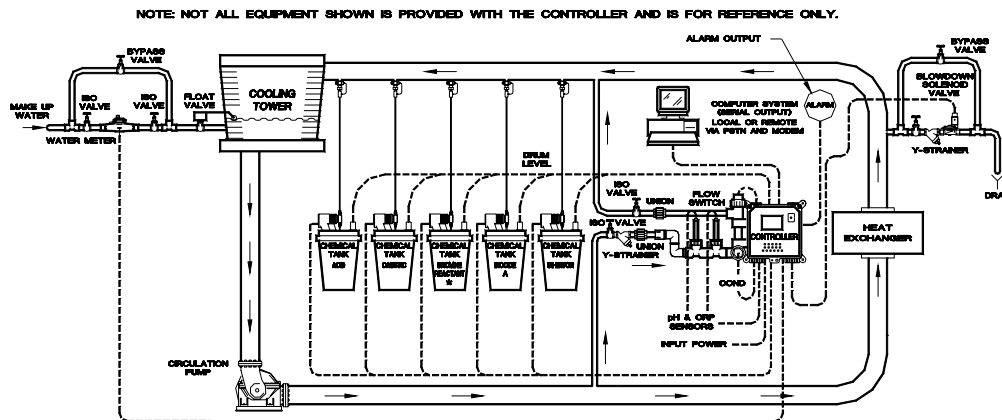 NOTE: NOT ALL EQUIPMENT SHOWN IS PROVIDED WITH THE CONTROLLER AND IS FOR REFERENCE ONLY.
ALARM OUTPUT
BYPASS
VALVE
BYPASS
VALVE
MAKE UP
WATER
ISO
VALVE
ISO
VALVE
FLOAT
VALVE
WATER METER
COOLING
TOWER
COMPUTER SYSTEM
(SERIAL OUTPUT)
LOCAL OR REMOTE
VIA PSTN AND MODEM
ALARM
SOLENOID
VALVE
Y-STRAINER
DRA
DRUM
LEVEL
ISO
VALVE
UNION
FLOW
SWITCH
ISO VALVE
UNION
Y-STRAINER
CONTROLLER
HEAT
EXCHANGER
CHEMICAL
TANK
ACID
CHEMICAL
TANK
CHEMICAL
TANK
CHEMICAL
TANK
A
CHEMICAL
TANK
COND
pH & ORP
SENSORS
INPUT POWER
CIRCULATION
PUMP